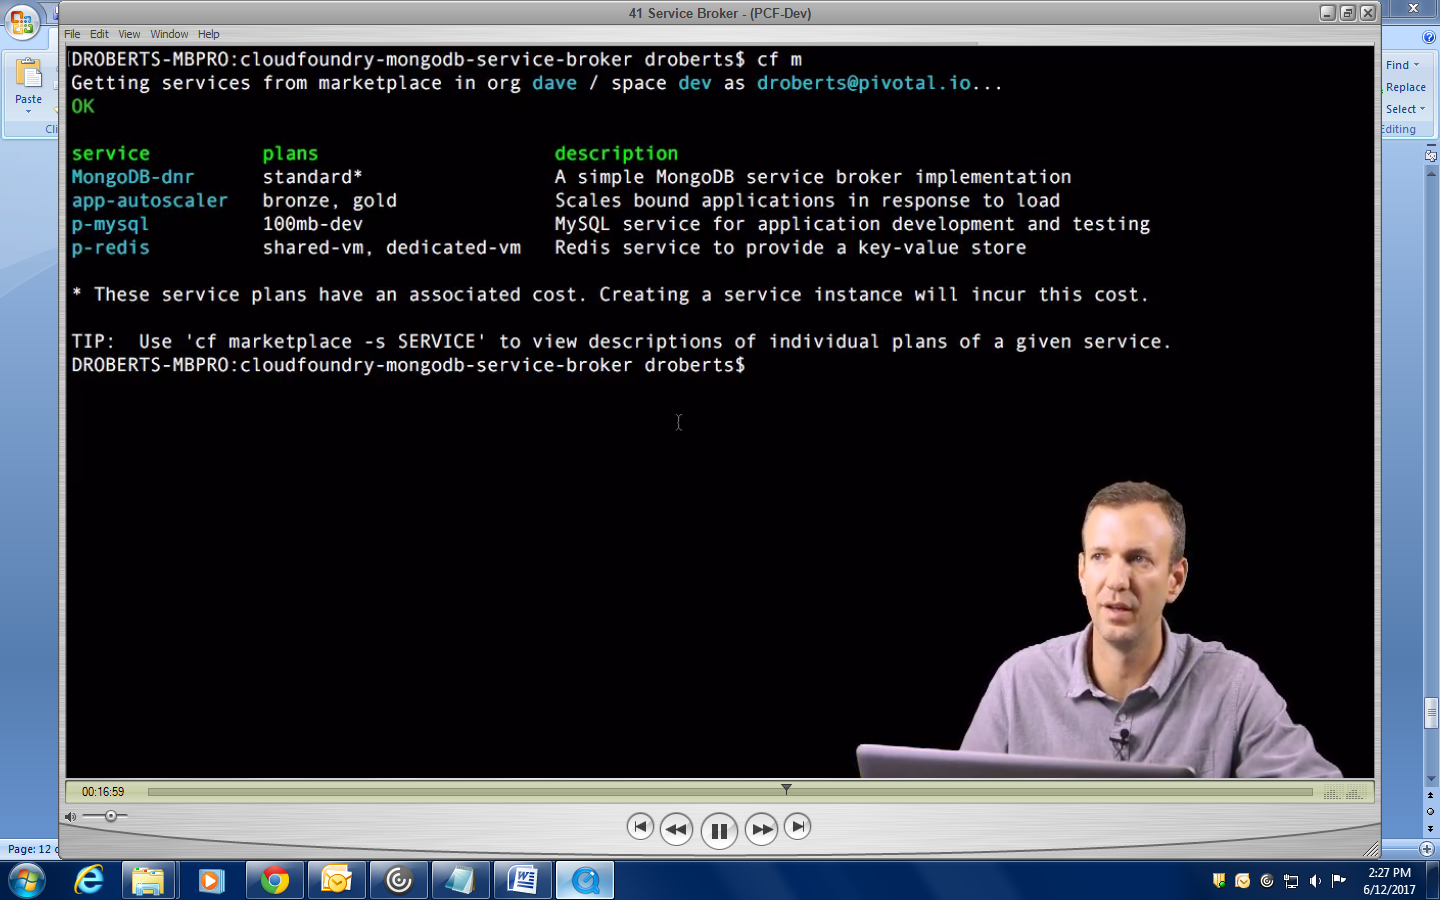 41 Service Broker - (PCF-Dev)
File Edit View Window Help
DROBERTS-MBPRO:cloudfoundry-mongodb-service-broker droberts$ cf m
Getting services from marketplace in org dave / space dev as droberts@pivotal.io...
OK
service plans description
MongoDB-dnr standard* A simple MongoDB service broker implementation
app-autoscaler bronze, gold Scales bound applications in response to load
p-mysql 100mb-dev MySQL service for application development and testing
p-redis shared-vm, dedicated-vm Redis service to provide a key-value store
* These service plans have an associated cost. Creating a service instance will incur this cost.
TIP:  Use 'cf marketplace -s SERVICE' to view descriptions of individual plans of a given service.
DROBERTS-MBPRO:cloudfoundry-mongodb-service-broker droberts$
Paste
Cli
Find
Replace
Select
Editing
00:16:59
Page: 12 o
2:27 PM
6/12/2017